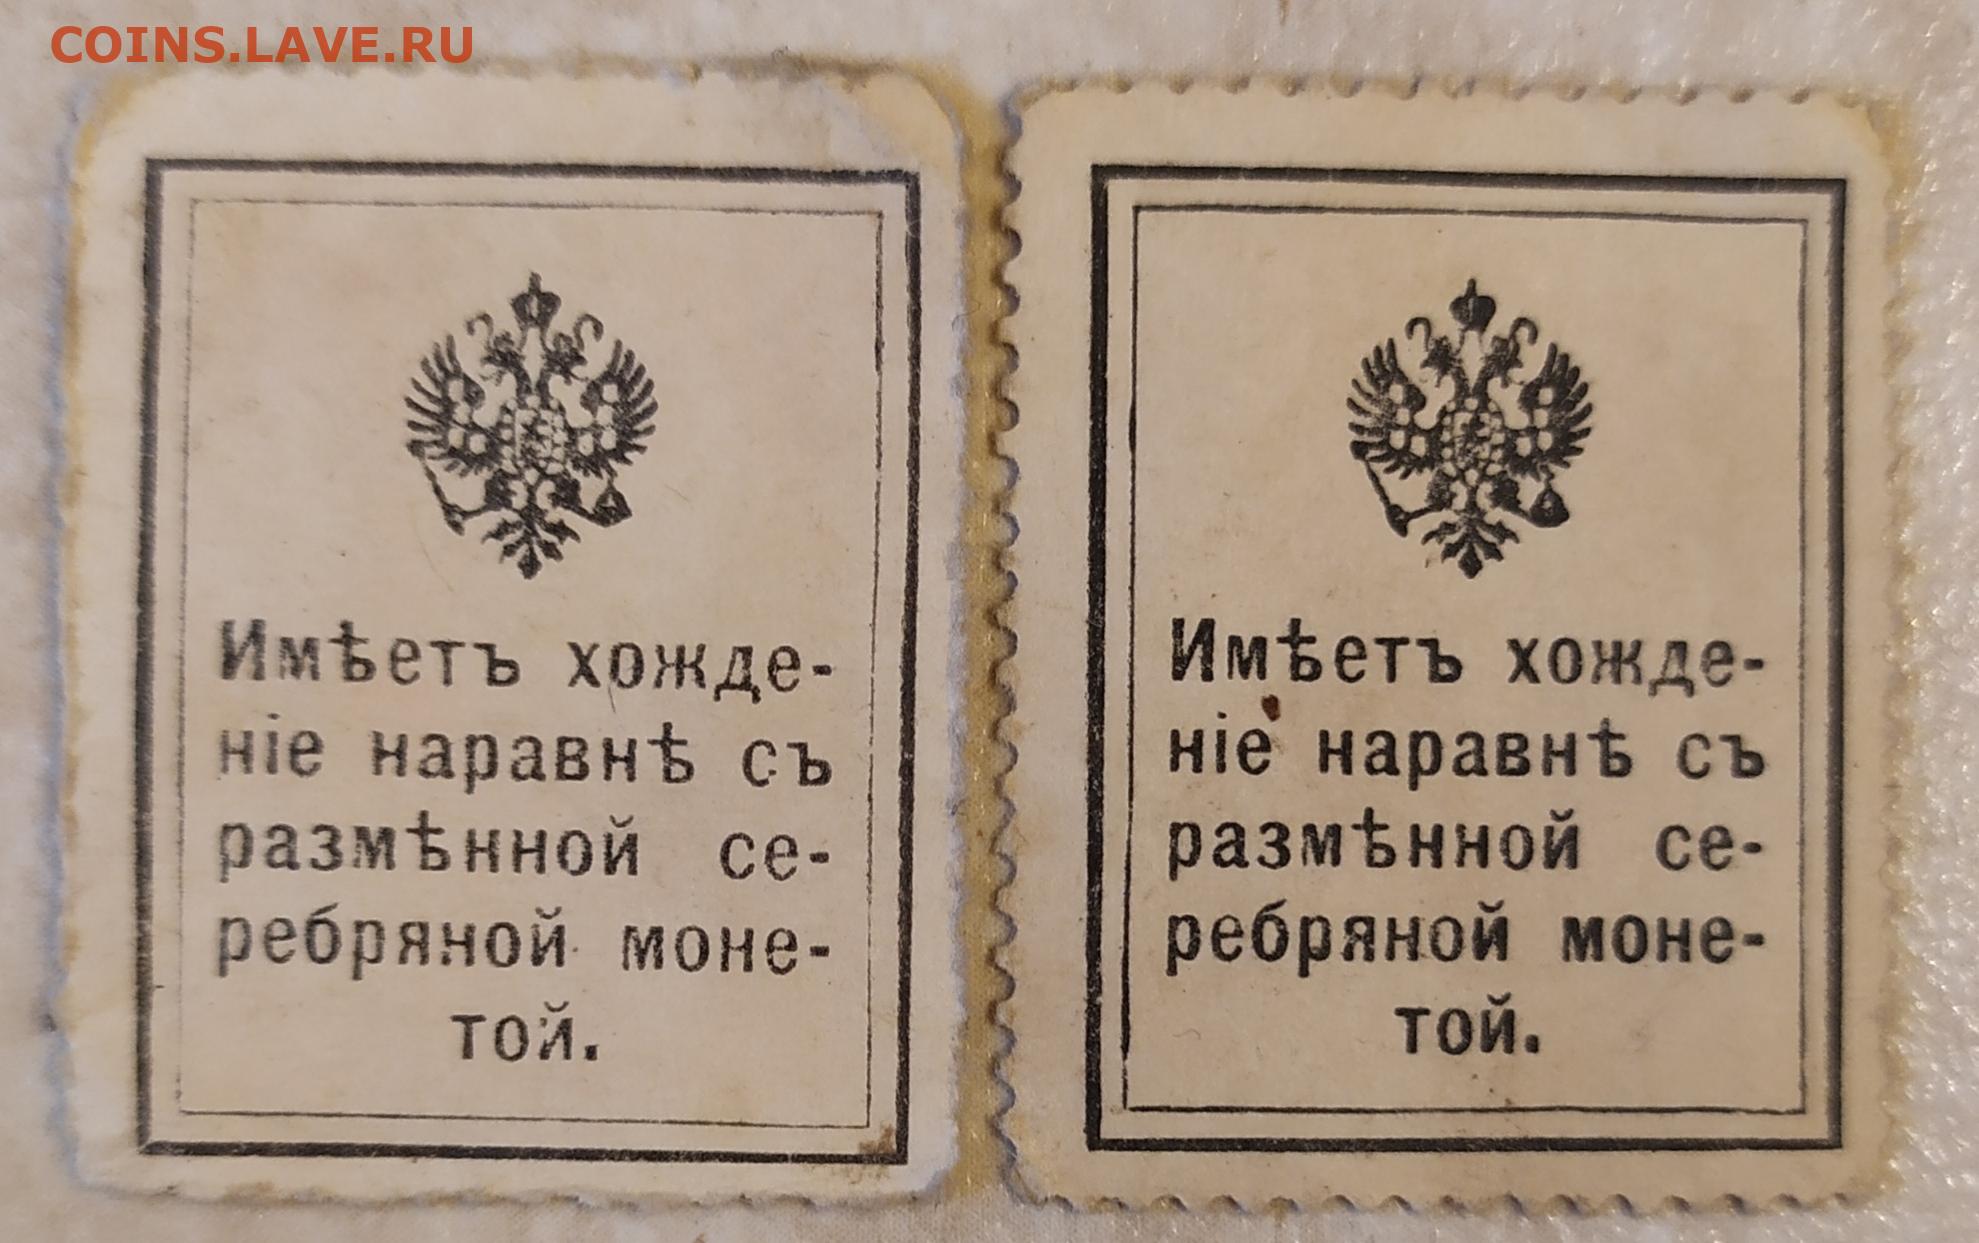 COINS.LAVE.RU
Имѣетъ хожде-
ніе наравнѣ съ
размѣнной се-
ребряной моне-
той.
Имѣетъ хожде-
ніе наравнѣ съ
размѣнной се-
ребряной моне-
той.